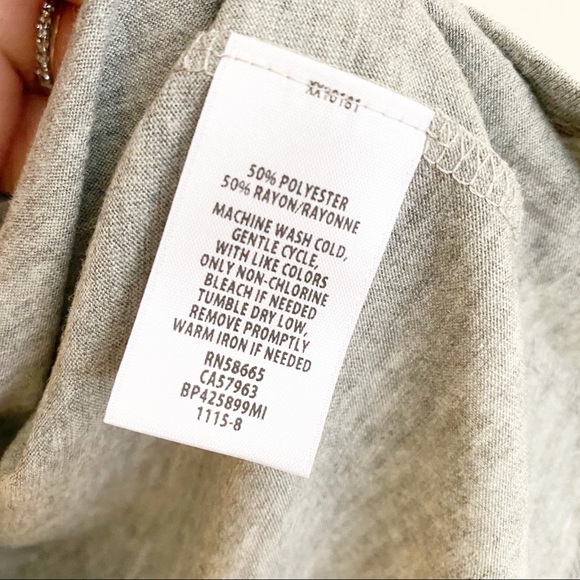 50% POLYESTER
50% RAYON/RAYONNE
MACHINE WASH COLD,
GENTLE CYCLE,
WITH LIKE COLORS
ONLY NON-CHLORINE
BLEACH IF NEEDED
TUMBLE DRY LOW,
REMOVE PROMPTLY
WARM IRON IF NEEDED
RN58665
CA57963
BP425899MI
1115-8